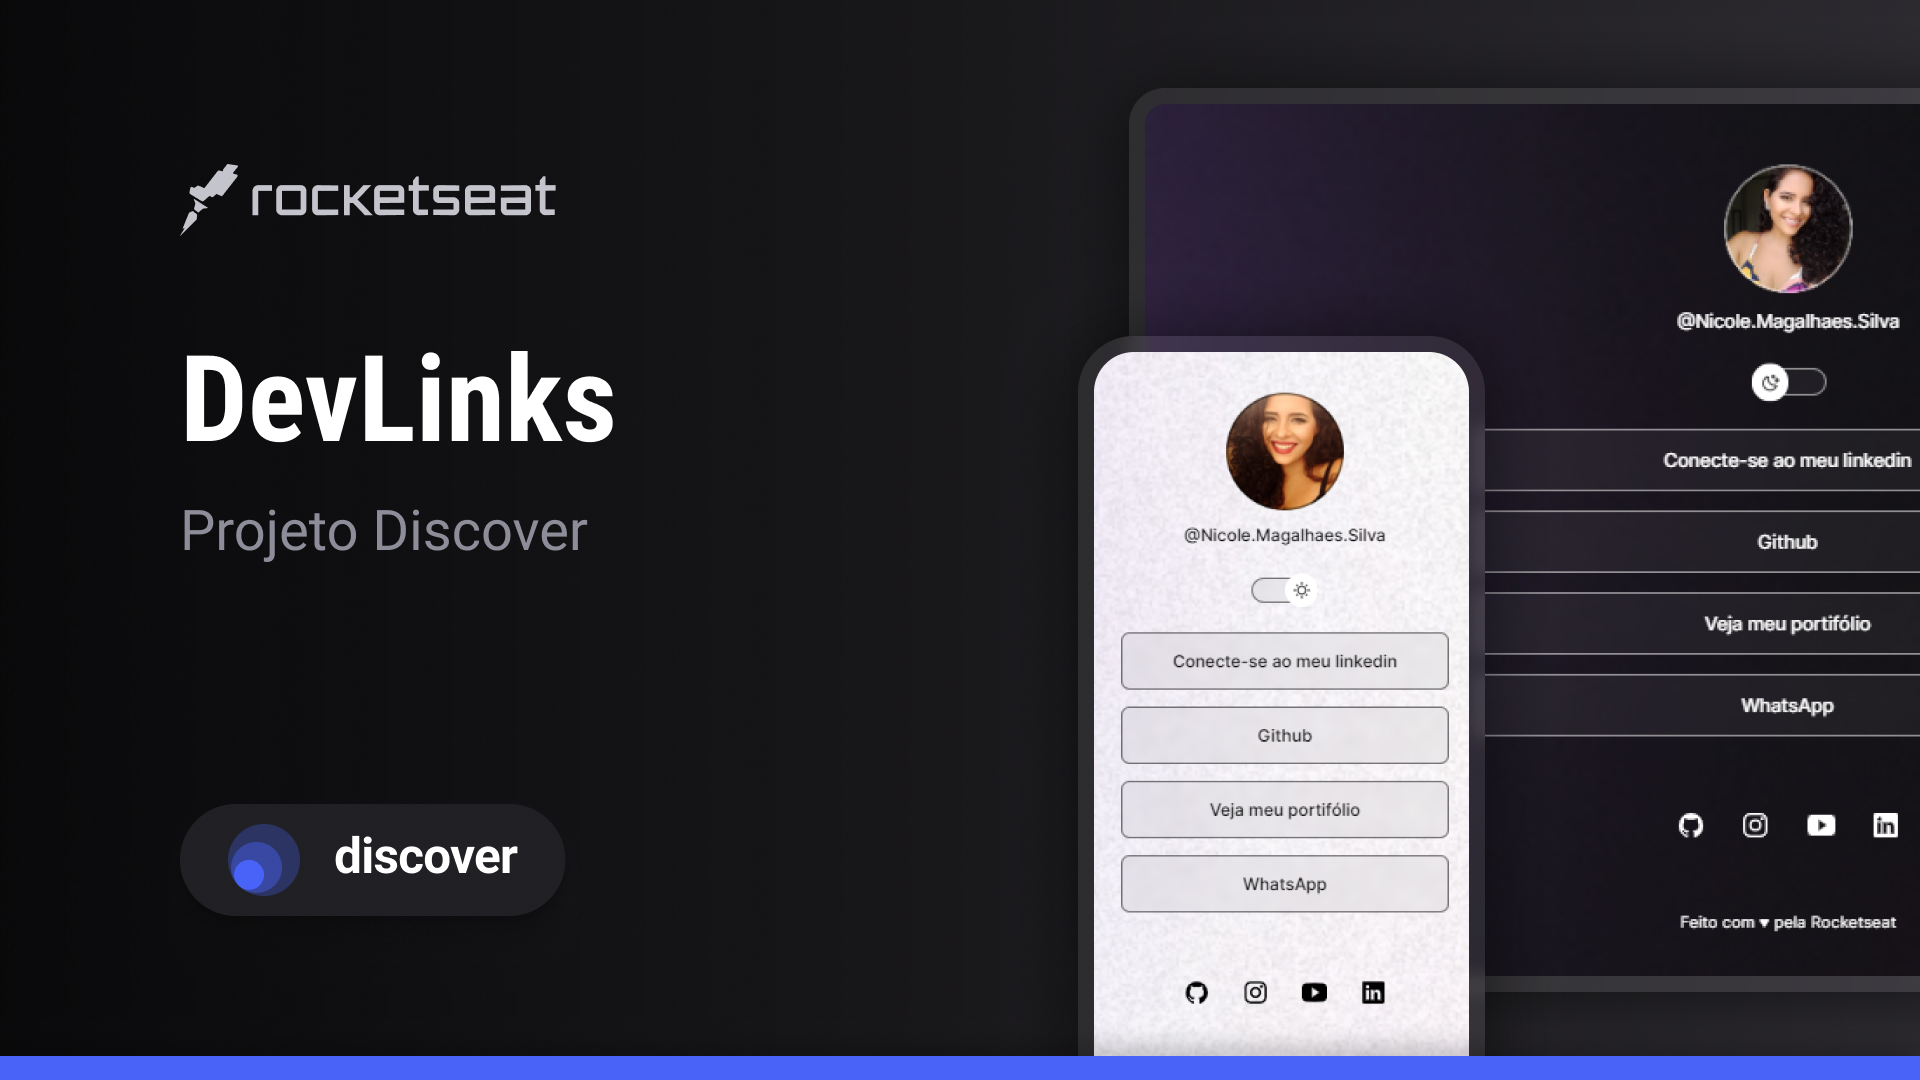 rocketseat
DevLinks
Projeto Discover
discover
@Nicole.Magalhaes.Silva
Conecte-se ao meu linkedin
Github
Veja meu portifólio
WhatsApp
@Nicole.Magalhaes.Silva
Conecte-se ao meu linkedin
Github
Veja meu portifólio
WhatsApp
Feito com ♥ pela Rocketseat